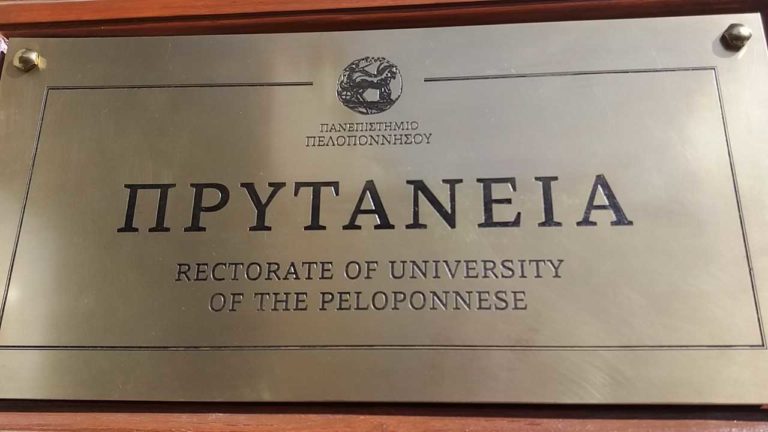 ΠΑΝΕΠΙΣΤΗΜΙΟ
ΠΕΛΟΠΟΝΝΗΣΟΥ
ΠΡΥΤΑΝΕΙΑ
RECTORATE OF UNIVERSITY
OF THE PELOPONNESE